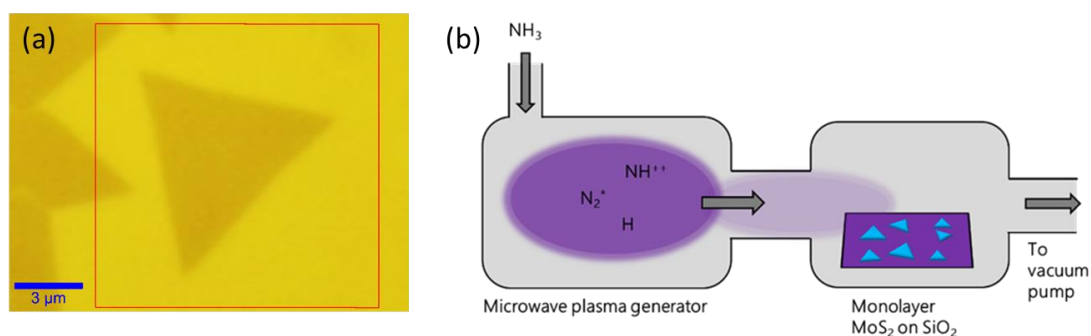 (a)
3 µm
(b)
NH₃
NH⁺⁺
N₂*
H
Microwave plasma generator
Monolayer
MoS₂ on SiO₂
To
vacuum
pump